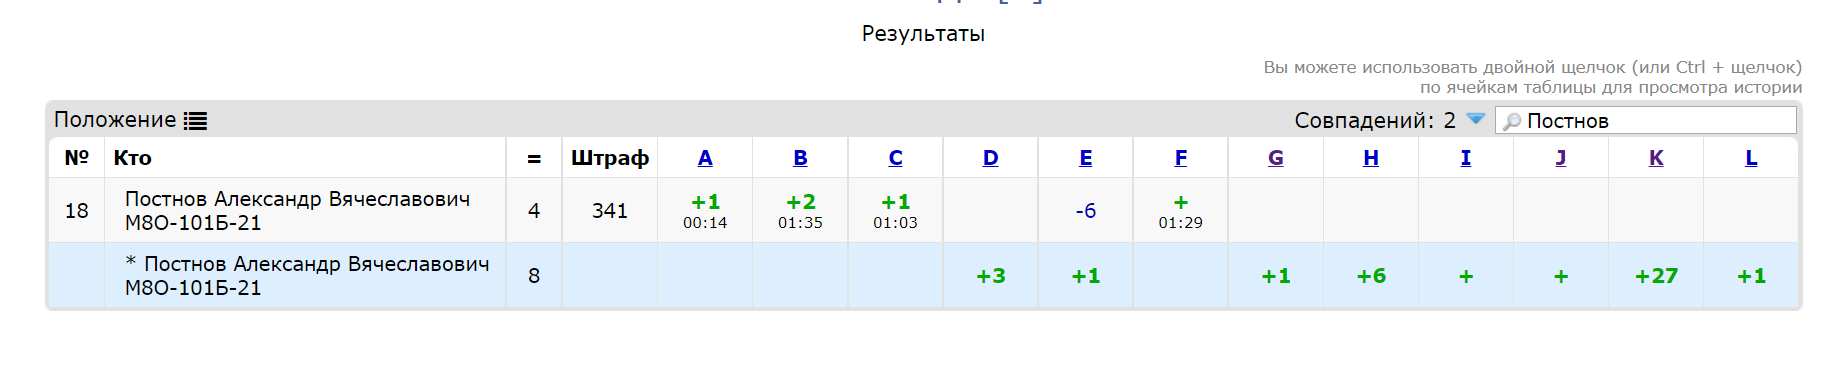 Результаты
Вы можете использовать двойной щелчок (или Ctrl + щелчок)
по ячейкам таблицы для просмотра истории
Положение Совпадений: 2 Постнов
№ Кто = Штраф A B C D E F G H I J K L
18 Постнов Александр Вячеславович 4 341 +1 +2 +1 -6 +
М8О-101Б-21 00:14 01:35 01:03 01:29
* Постнов Александр Вячеславович 8 +3 +1 +1 +6 + + +27 +1
М8О-101Б-21